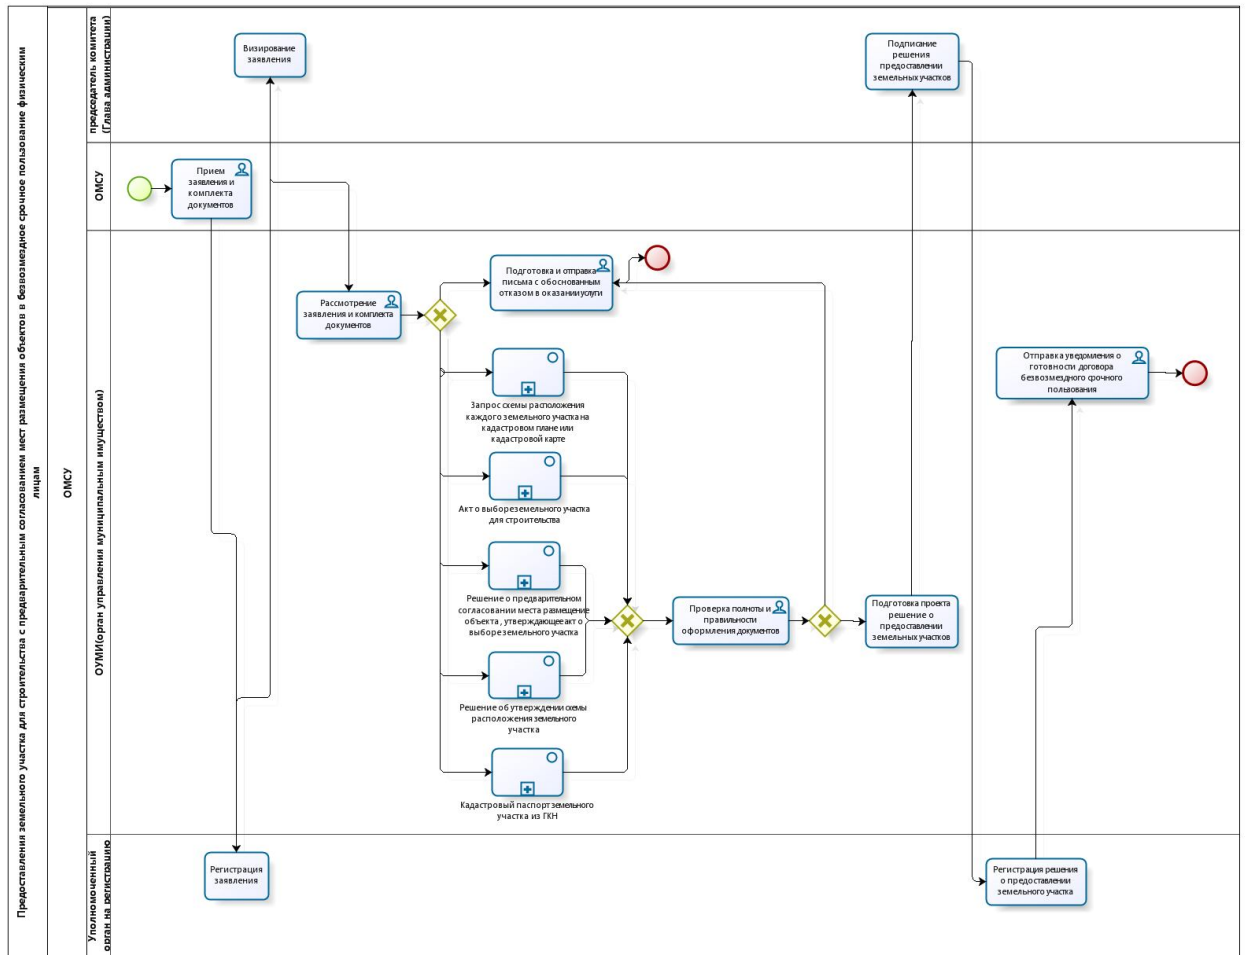 Предоставления земельного участка для строительства с предварительным согласованием мест размещения объектов в безвозмездное срочное пользование физическим
лицам
ОМСУ
председатель комитета
(Глава администрации)
Визирование
заявления
Подписание
решения
предоставлении
земельных участков
ОМСУ
Прием
заявления и
комплекта
документов
ОУМИ(орган управления муниципальным имуществом)
Рассмотрение
заявления и комплекта
документов
Подготовка и отправка
письма с обоснованным
отказом в оказании услуги
Запрос схемы расположения
каждого земельного участка на
кадастровом плане или
кадастровой карте
Акт о выборе земельного участка
для строительства
Решение о предварительном
согласовании места размещение
объекта, утверждающее акт о
выборе земельного участка
Решение об утверждении схемы
расположения земельного
участка
Кадастровый паспорт земельного
участка из ГКН
Проверка полноты и
правильности
оформления документов
Подготовка проекта
решение о
предоставлении
земельных участков
Отправка уведомления о
готовности договора
безвозмездного срочного
пользования
Уполномоченный
орган на регистрацию
Регистрация
заявления
Регистрация решения
о предоставлении
земельного участка